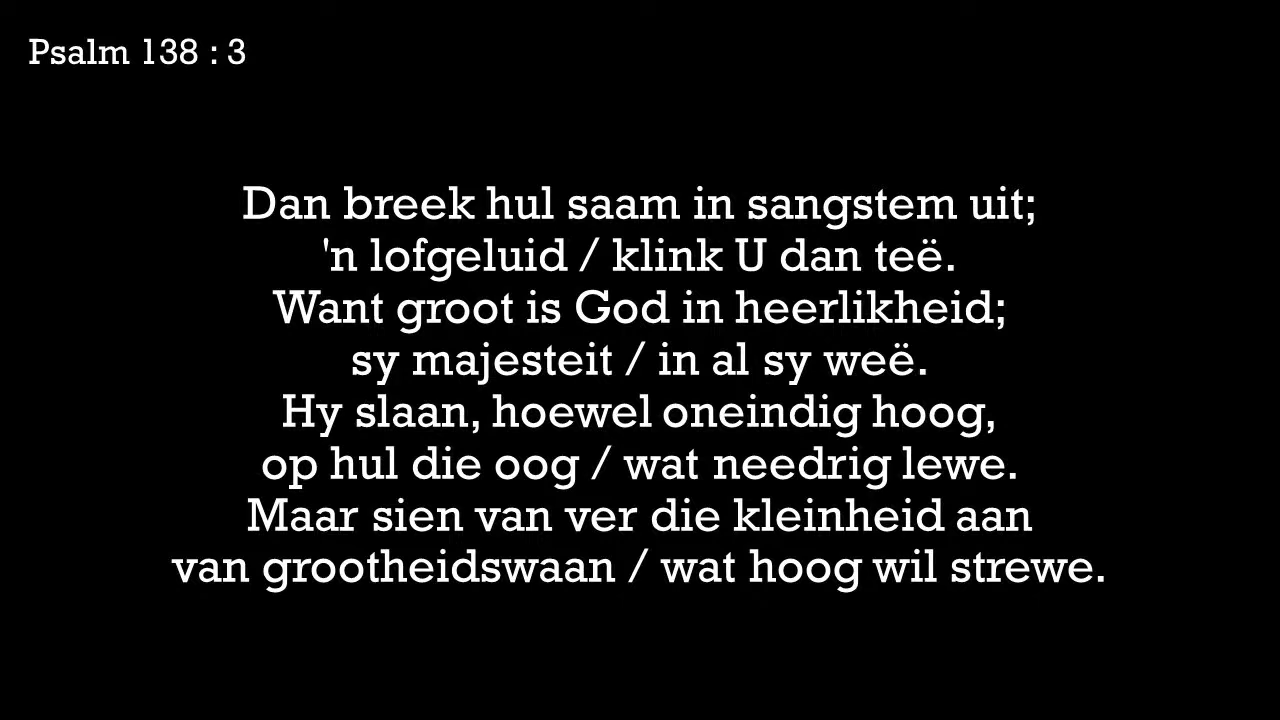 Psalm 138 : 3
Dan breek hul saam in sangstem uit;
'n lofgeluid / klink U dan teë.
Want groot is God in heerlikheid;
sy majesteit / in al sy weë.
Hy slaan, hoewel oneindig hoog,
op hul die oog / wat needrig lewe.
Maar sien van ver die kleinheid aan
van grootheidswaan / wat hoog wil strewe.